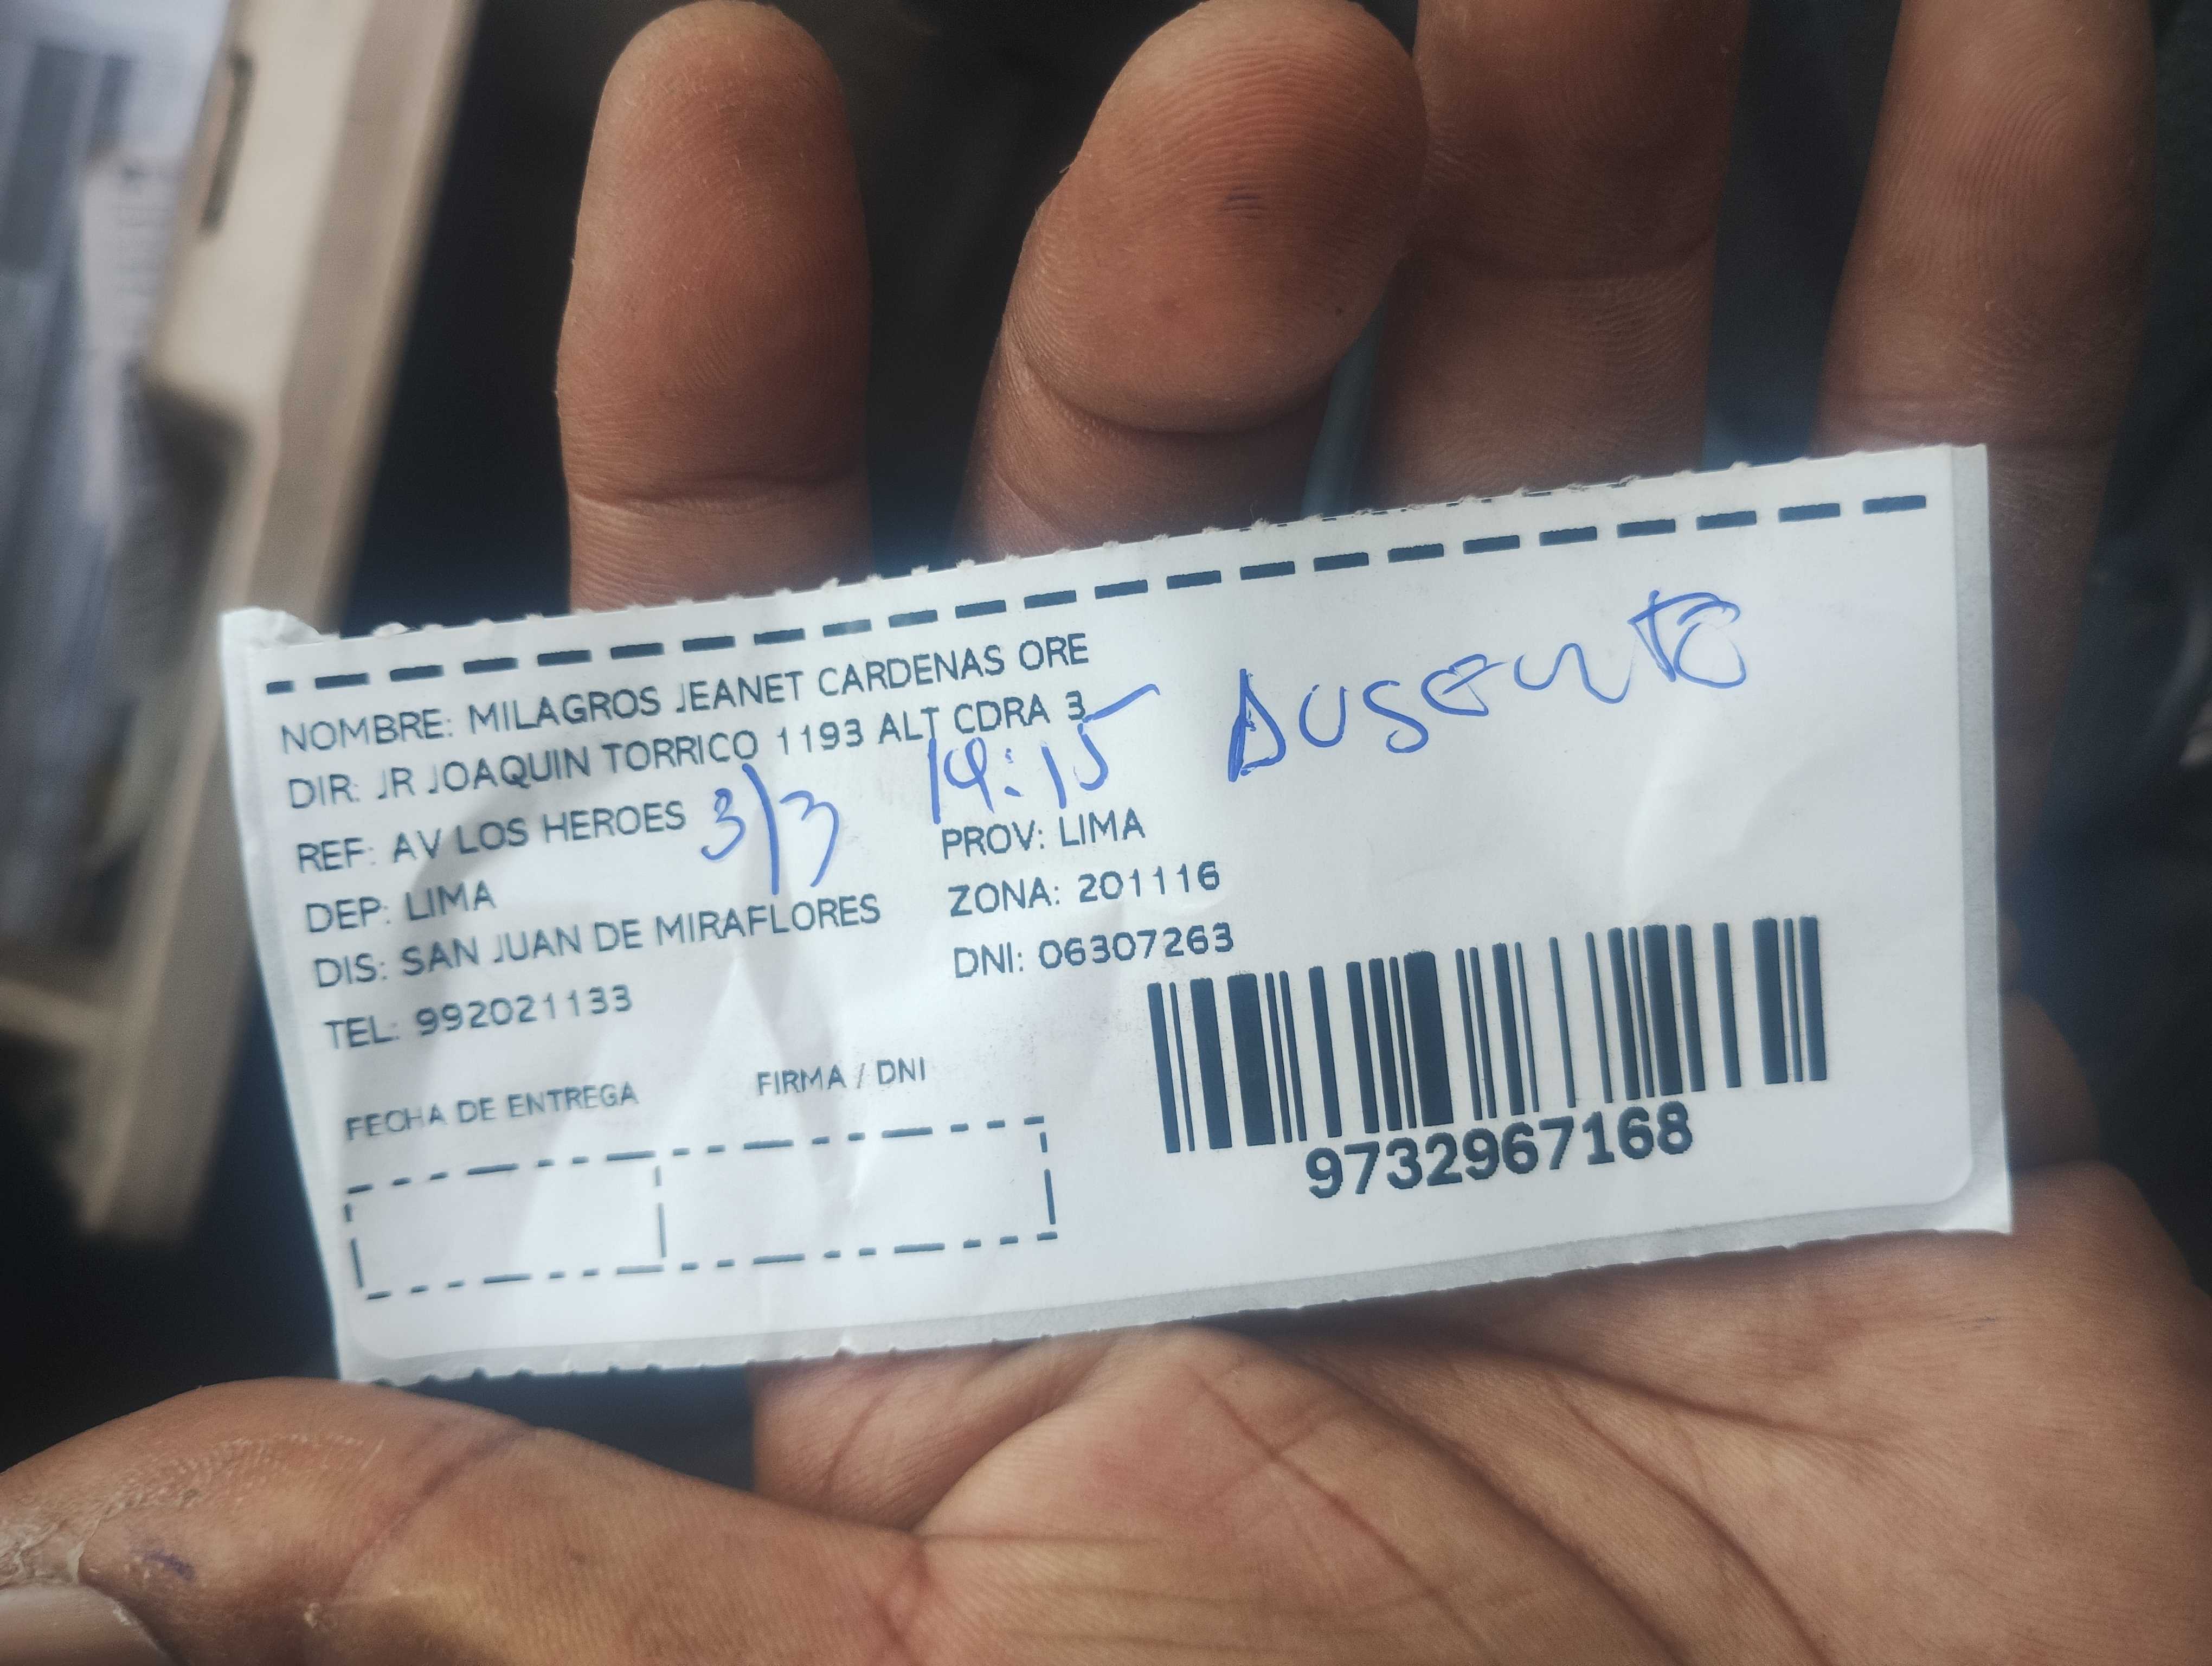 NOMBRE: MILAGROS JEANET CARDENAS ORE
DIR: JR JOAQUIN TORRICO 1193 ALT CDRA 3
14:15 Ausente
REF: AV LOS HEROES 3/3
DEP: LIMA PROV: LIMA
DIS: SAN JUAN DE MIRAFLORES ZONA: 201116
TEL: 992021133 DNI: 06307263
FECHA DE ENTREGA FIRMA / DNI
9732967168